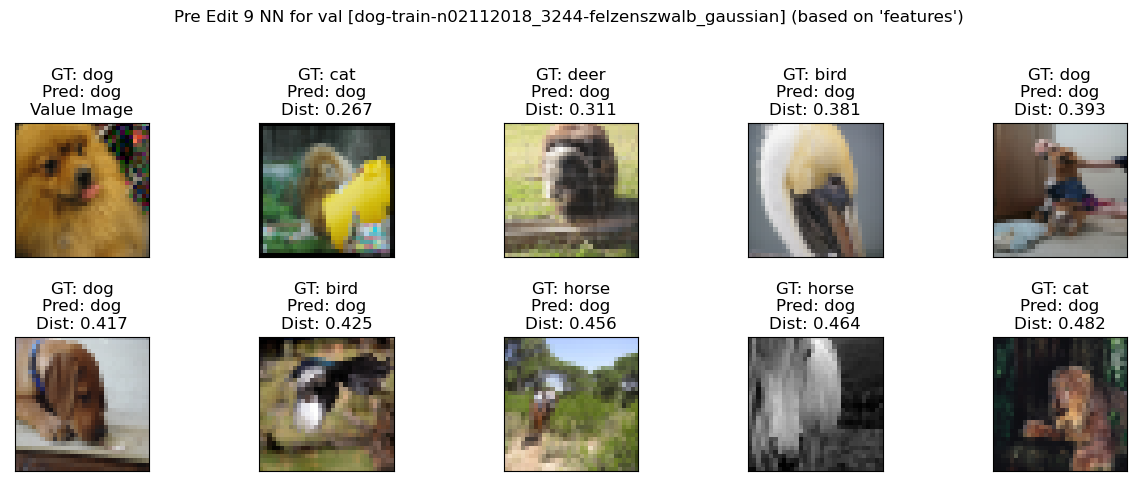 Pre Edit 9 NN for val [dog-train-n02112018_3244-felzenszwalb_gaussian] (based on 'features')
GT: dog
Pred: dog
Value Image
GT: cat
Pred: dog
Dist: 0.267
GT: deer
Pred: dog
Dist: 0.311
GT: bird
Pred: dog
Dist: 0.381
GT: dog
Pred: dog
Dist: 0.393
GT: dog
Pred: dog
Dist: 0.417
GT: bird
Pred: dog
Dist: 0.425
GT: horse
Pred: dog
Dist: 0.456
GT: horse
Pred: dog
Dist: 0.464
GT: cat
Pred: dog
Dist: 0.482